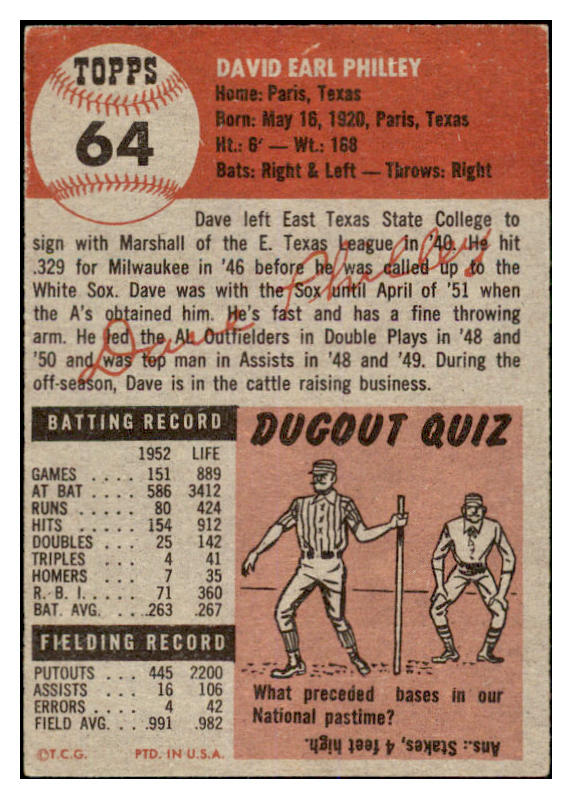 TOPPS
64
DAVID EARL PHILLEY
Home: Paris, Texas
Born: May 16, 1920, Paris, Texas
Ht.: 6' — Wt.: 168
Bats: Right & Left — Throws: Right
Dave left East Texas State College to
sign with Marshall of the E. Texas League in '40. He hit
.329 for Milwaukee in '46 before he was called up to the
White Sox. Dave was with the Sox until April of '51 when
the A's obtained him. He's fast and has a fine throwing
arm. He led the AL Outfielders in Double Plays in '48 and
'50 and was top man in Assists in '48 and '49. During the
off-season, Dave is in the cattle raising business.
Dave Philley
BATTING RECORD
1952 LIFE
GAMES . . . . 151 889
AT BAT . . . . 586 3412
RUNS . . . . . 80 424
HITS . . . . . 154 912
DOUBLES . . . 25 142
TRIPLES . . . 4 41
HOMERS . . . 7 35
R. B. I. . . . . 71 360
BAT. AVG. . . .263 .267
FIELDING RECORD
PUTOUTS . . . 445 2200
ASSISTS . . . 16 106
ERRORS . . . . 4 42
FIELD AVG. . . .991 .982
©T.C.G. PTD. IN U.S.A.
DUGOUT QUIZ
What preceded bases in our
National pastime?
Ans.: Stakes, 4 feet high.